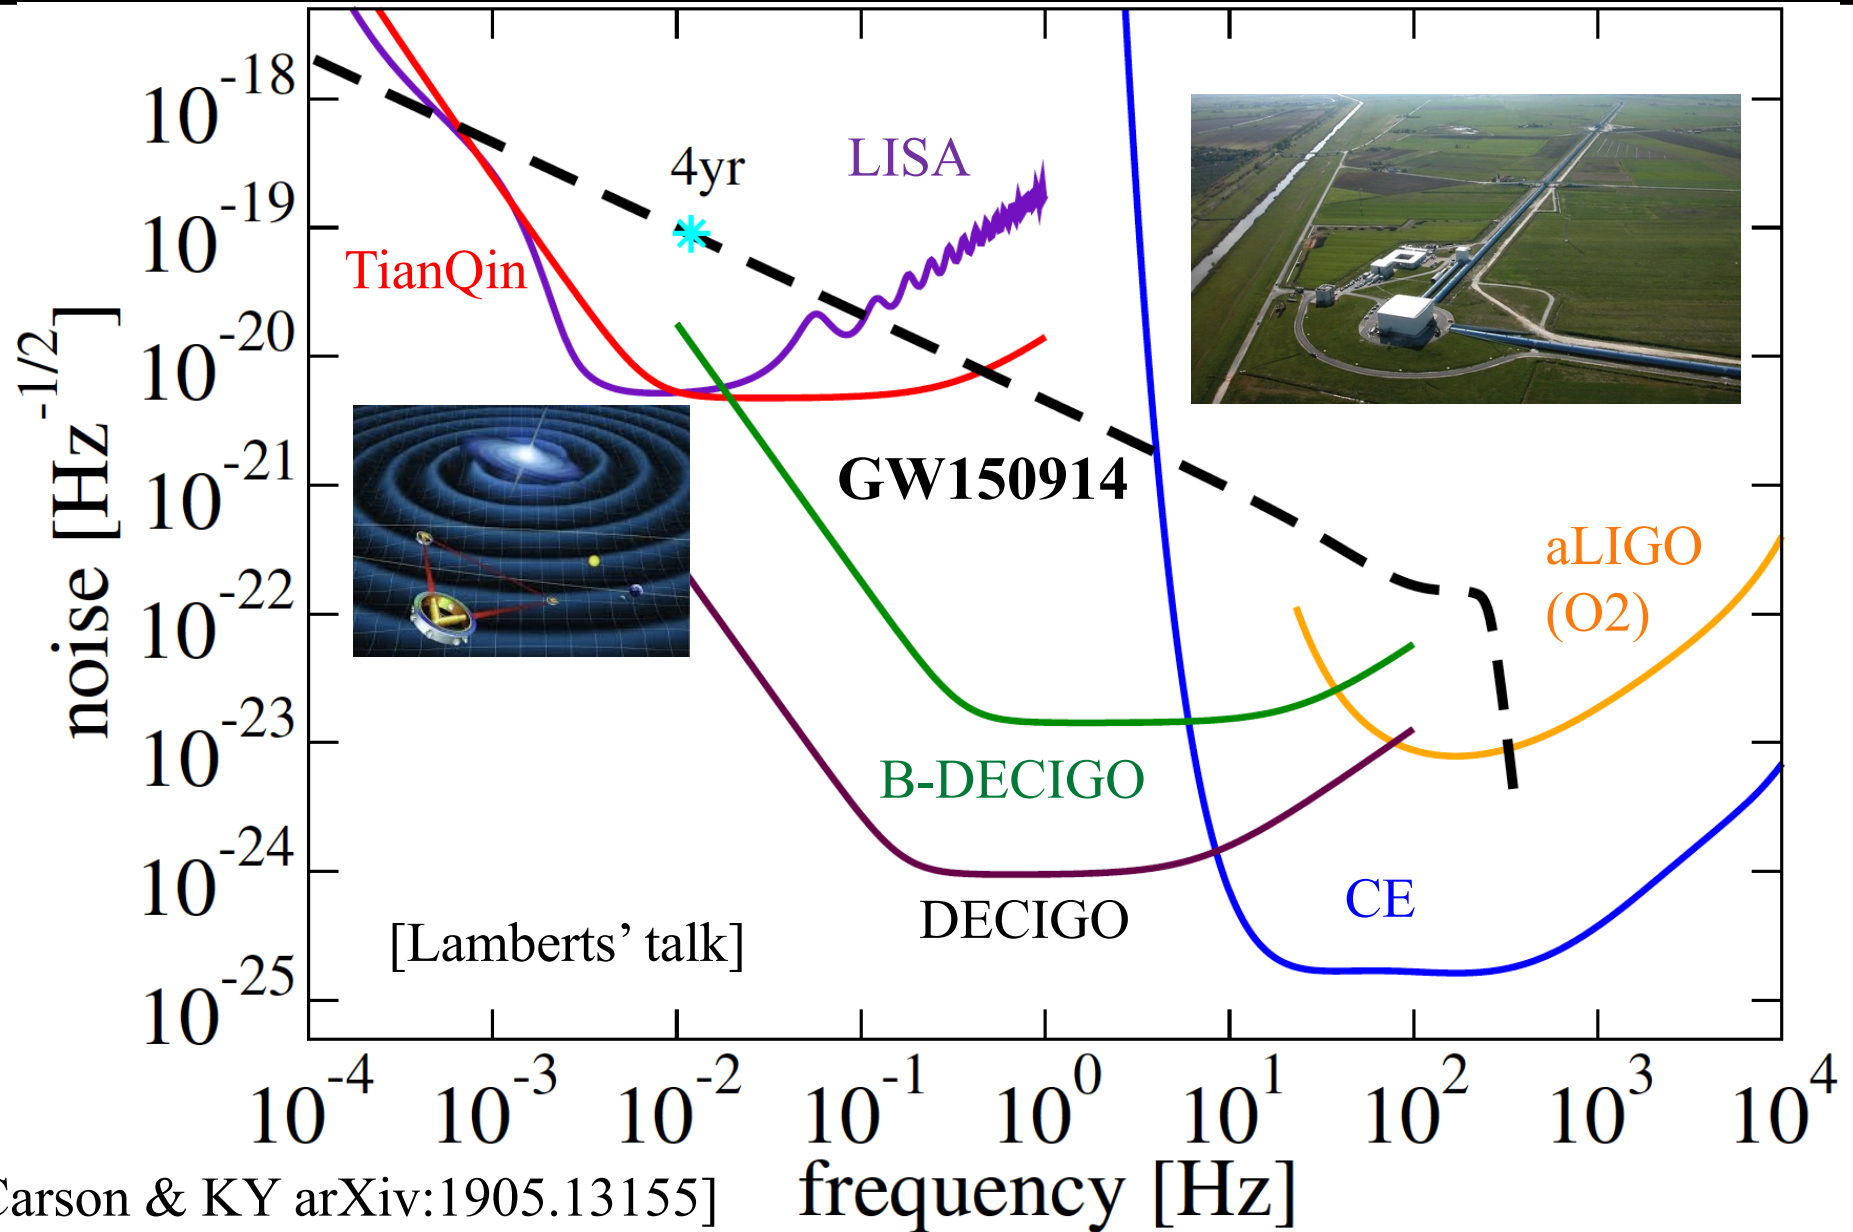 10^-18
10^-19
10^-20
10^-21
10^-22
10^-23
10^-24
10^-25
noise [Hz^-1/2]
4yr
LISA
TianQin
GW150914
aLIGO
(O2)
B-DECIGO
CE
DECIGO
[Lamberts’ talk]
10^-4 10^-3 10^-2 10^-1 10^0 10^1 10^2 10^3 10^4
frequency [Hz]
Carson & KY arXiv:1905.13155]